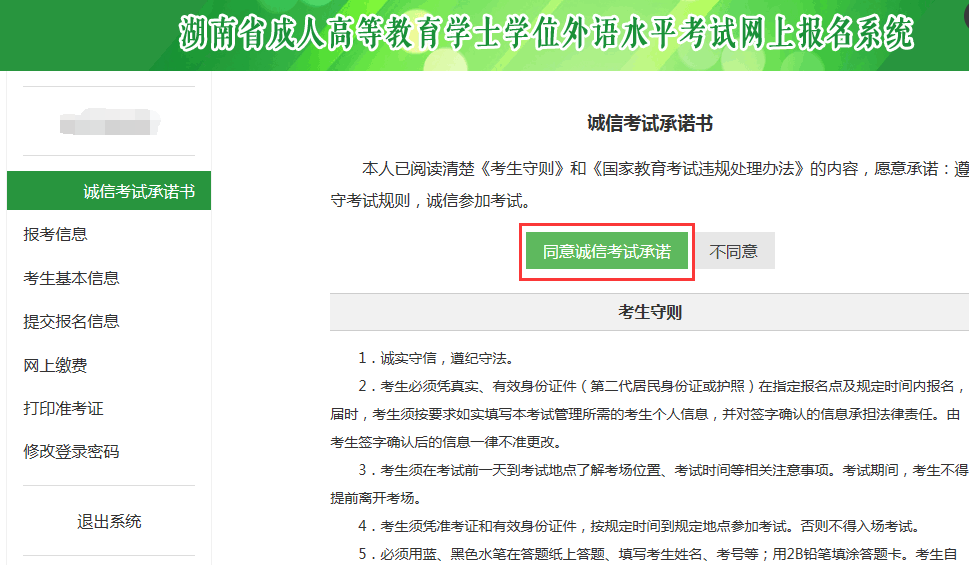 湖南省成人高等教育学士学位外语水平考试网上报名系统
诚信考试承诺书
报考信息
考生基本信息
提交报名信息
网上缴费
打印准考证
修改登录密码
退出系统
诚信考试承诺书
本人已阅读清楚《考生守则》和《国家教育考试违规处理办法》的内容，愿意承诺：遵
守考试规则，诚信参加考试。
同意诚信考试承诺 不同意
考生守则
1．诚实守信，遵纪守法。
2．考生必须凭真实、有效身份证件（第二代居民身份证或护照）在指定报名点及规定时间内报名，
届时，考生须按要求如实填写本考试管理所需的考生个人信息，并对签字确认的信息承担法律责任。由
考生签字确认后的信息一律不准更改。
3．考生须在考试前一天到考试地点了解考场位置、考试时间等相关注意事项。考试期间，考生不得
提前离开考场。
4．考生须凭准考证和有效身份证件，按规定时间到规定地点参加考试。否则不得入场考试。
5．必须用蓝、黑色水笔在答题纸上答题、填写考生姓名、考号等；用2B铅笔填涂答题卡。考生自